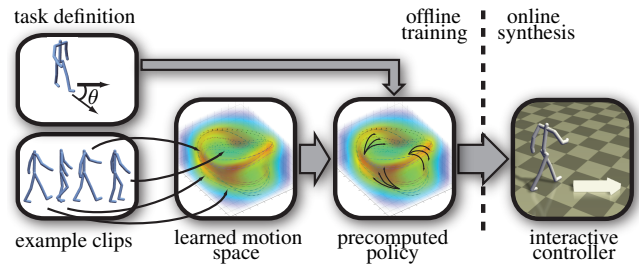 task definition
θ
example clips
learned motion
space
precomputed
policy
offline
training
online
synthesis
interactive
controller